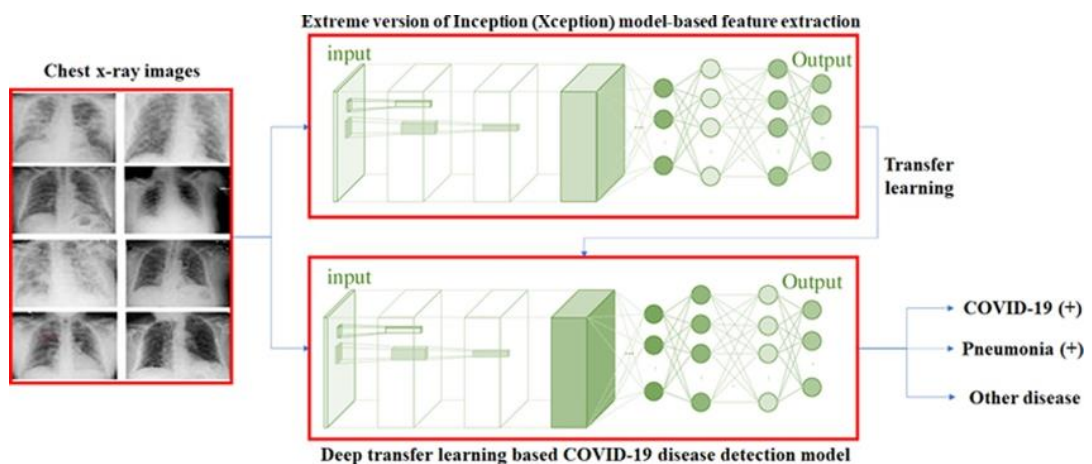 Extreme version of Inception (Xception) model-based feature extraction
Chest x-ray images
input
Output
Transfer
learning
input
Output
COVID-19 (+)
Pneumonia (+)
Other disease
Deep transfer learning based COVID-19 disease detection model